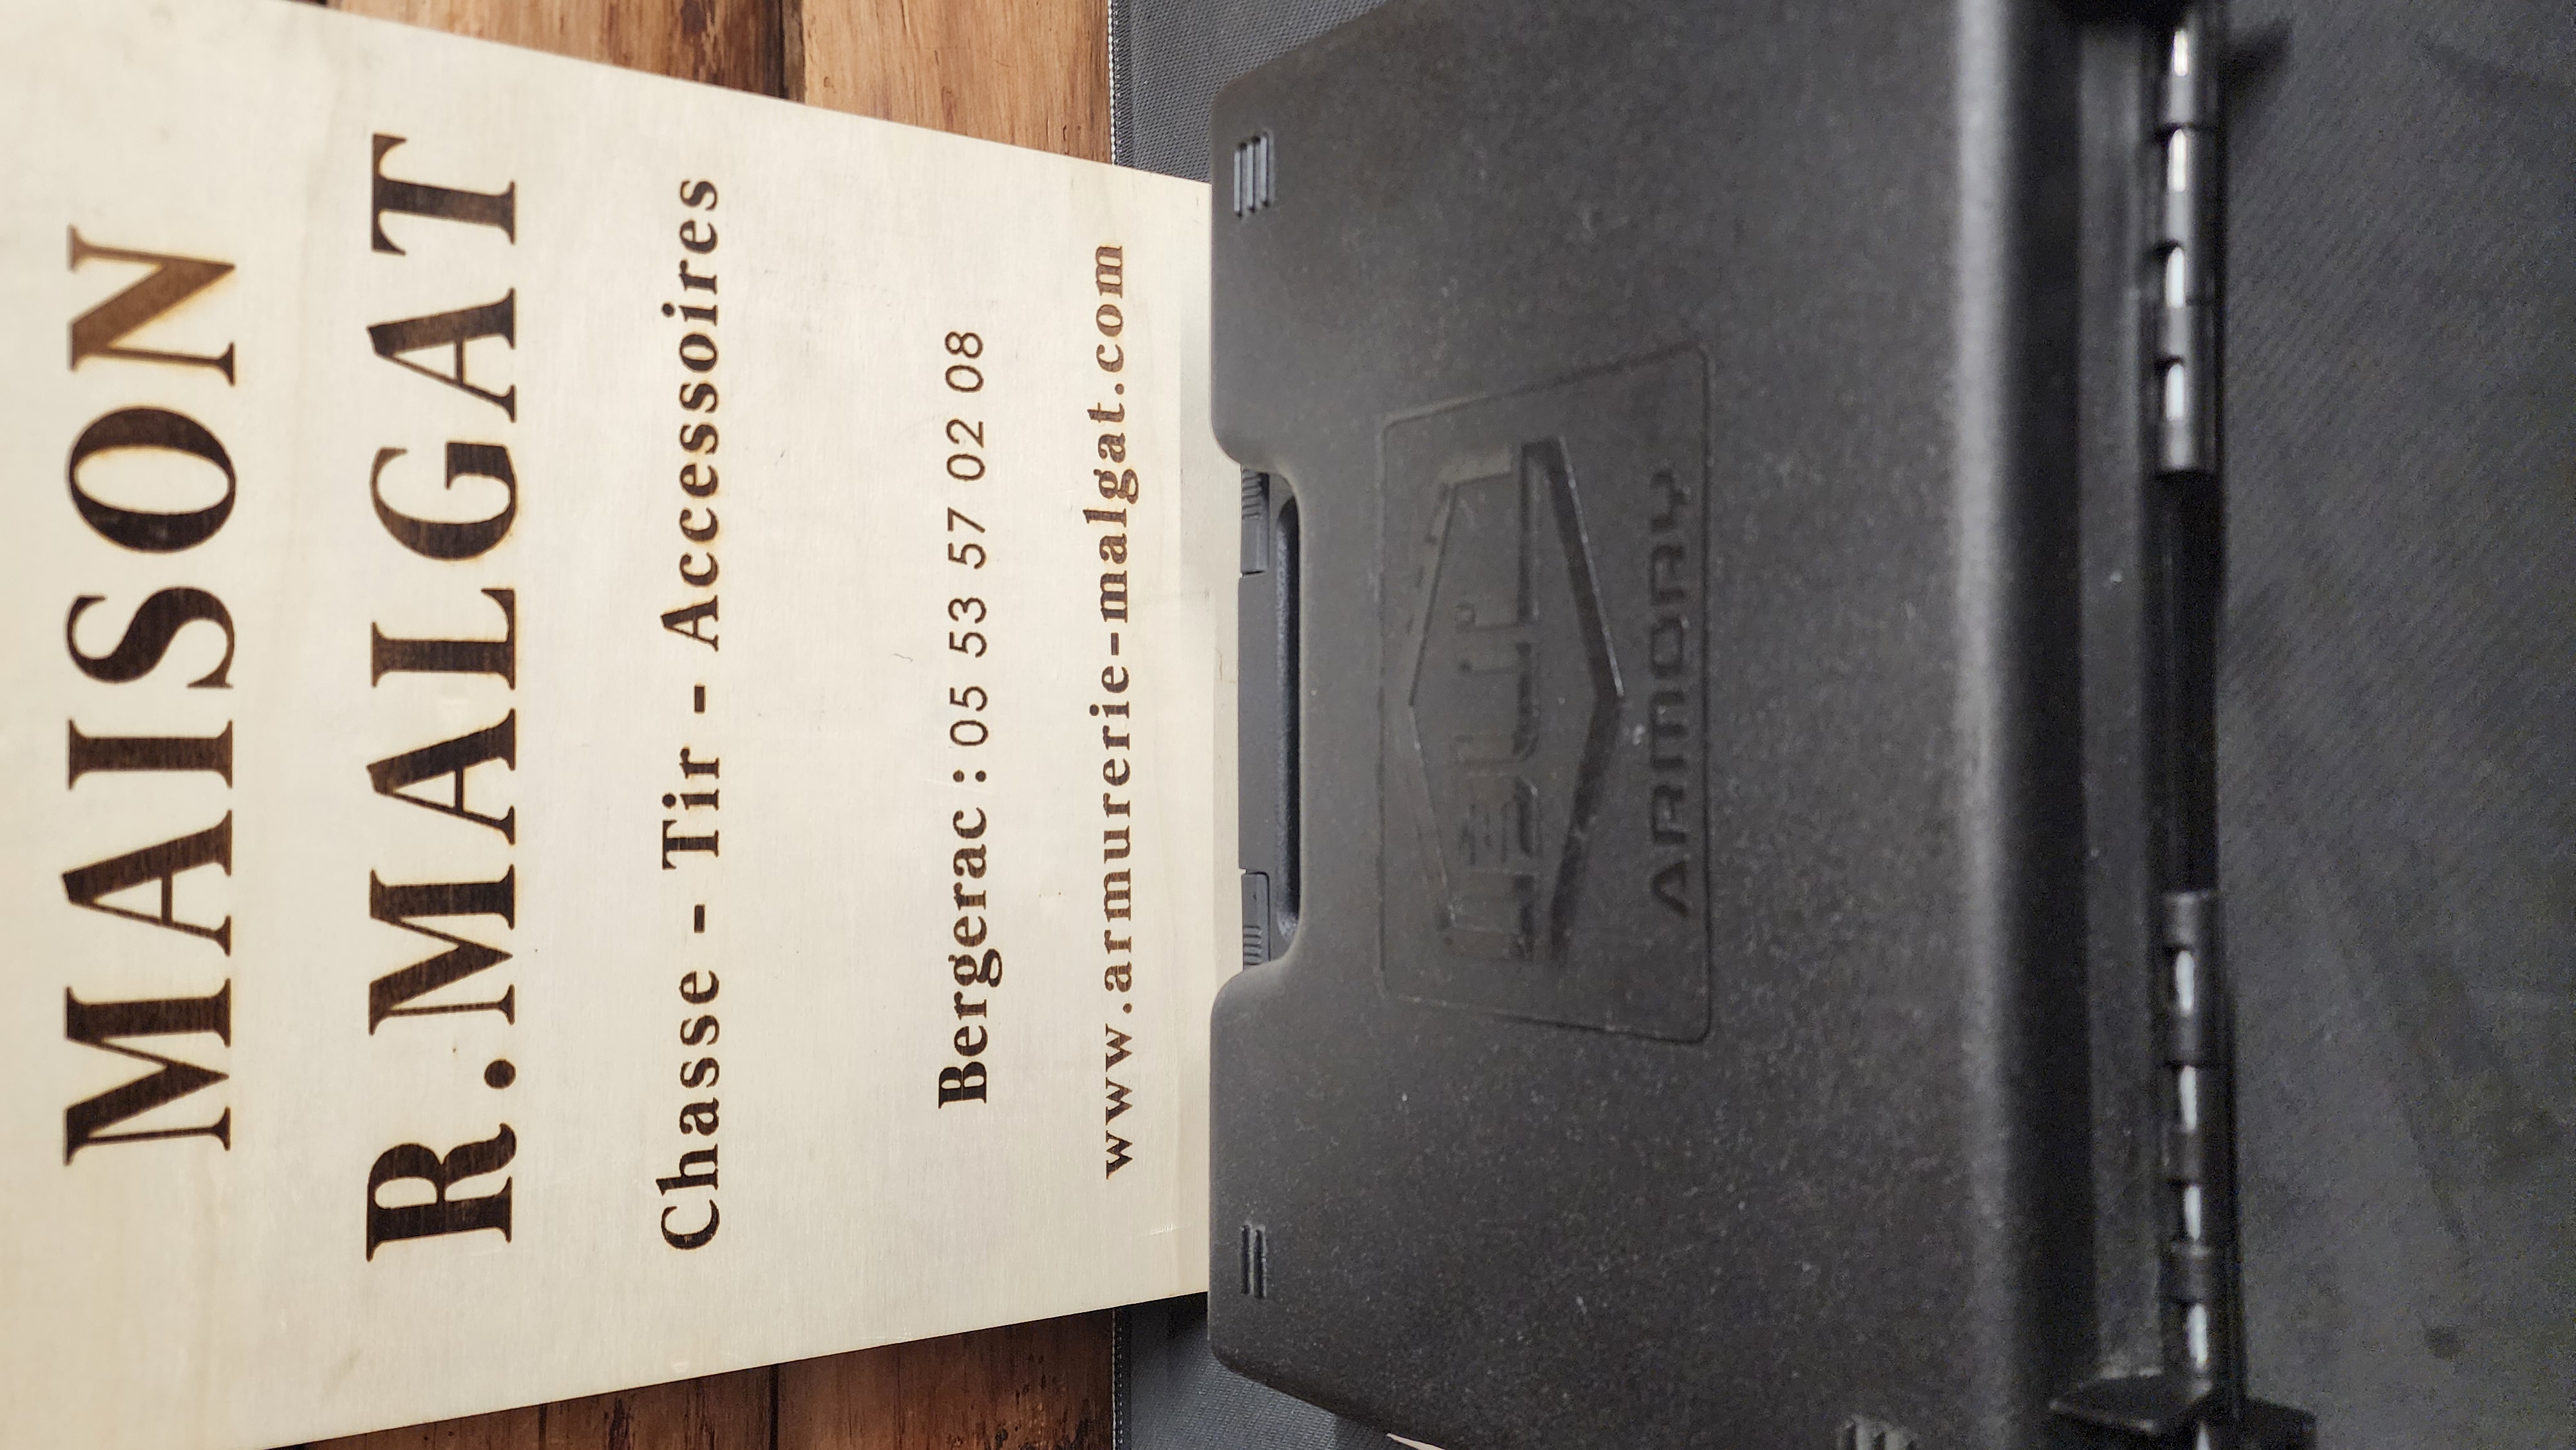 MAISON
R.MALGAT
Chasse - Tir - Accessoires
Bergerac : 05 53 57 02 08
www.armurerie-malgat.com
ARMORY